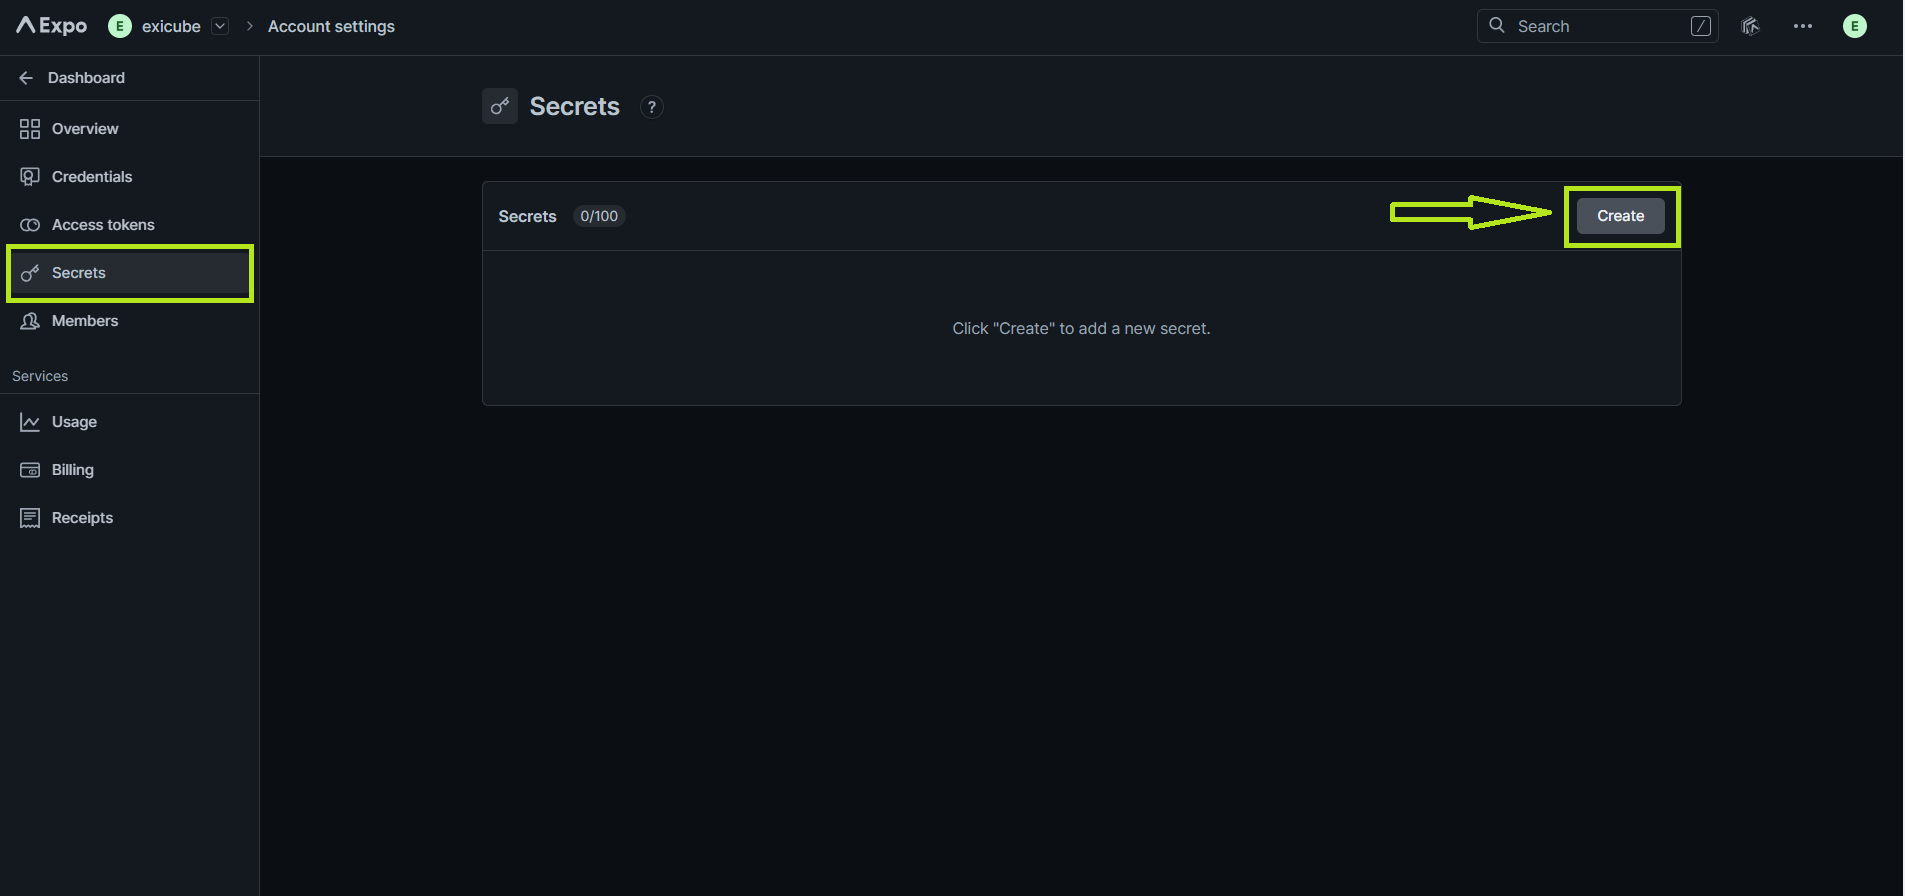 Expo
E
exicube
Account settings
Search
/
E
Dashboard
Overview
Credentials
Access tokens
Secrets
Members
Services
Usage
Billing
Receipts
Secrets
?
Secrets
0/100
Create
Click "Create" to add a new secret.